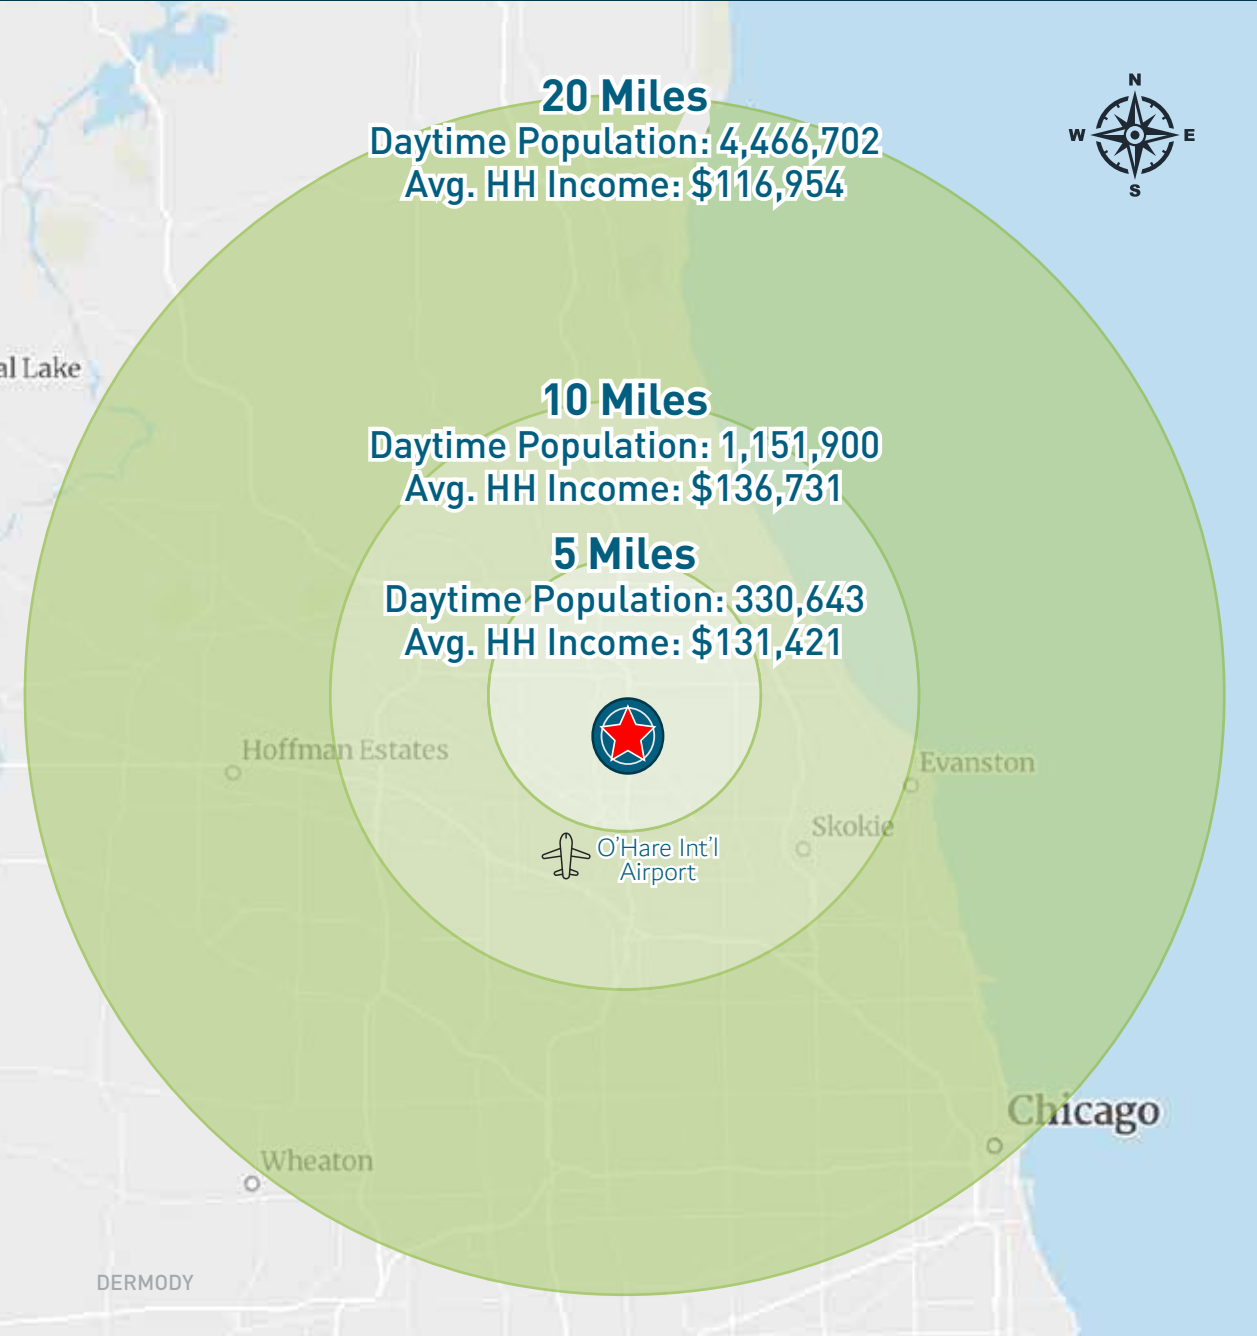 20 Miles
Daytime Population: 4,466,702
Avg. HH Income: $116,954
N
W E
S
al Lake
10 Miles
Daytime Population: 1,151,900
Avg. HH Income: $136,731
5 Miles
Daytime Population: 330,643
Avg. HH Income: $131,421
Hoffman Estates
Evanston
Skokie
O'Hare Int'l
Airport
Chicago
Wheaton
DERMODY